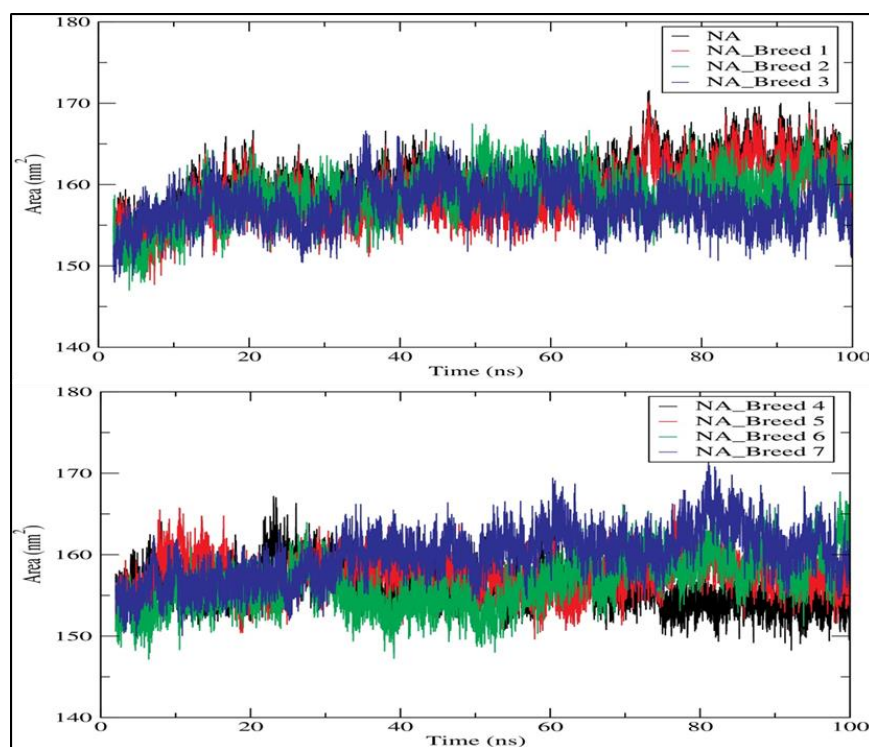 180
170
160
150
140
Area (nm²)
NA
NA_Breed 1
NA_Breed 2
NA_Breed 3
0 20 40 60 80 100
Time (ns)
180
170
160
150
140
Area (nm²)
NA_Breed 4
NA_Breed 5
NA_Breed 6
NA_Breed 7
0 20 40 60 80 100
Time (ns)